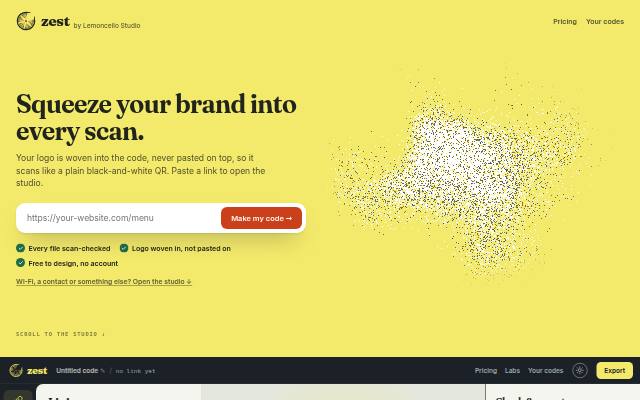 zest by Lemoncello Studio
Pricing Your codes
Squeeze your brand into
every scan.
Your logo is woven into the code, never pasted on top, so it
scans like a plain black-and-white QR. Paste a link to open the
studio.
https://your-website.com/menu
Make my code →
Every file scan-checked Logo woven in, not pasted on
Free to design, no account
Wi-Fi, a contact or something else? Open the studio ↓
SCROLL TO THE STUDIO ↓
zest Untitled code ✎ / no link yet
Pricing Labs Your codes Export